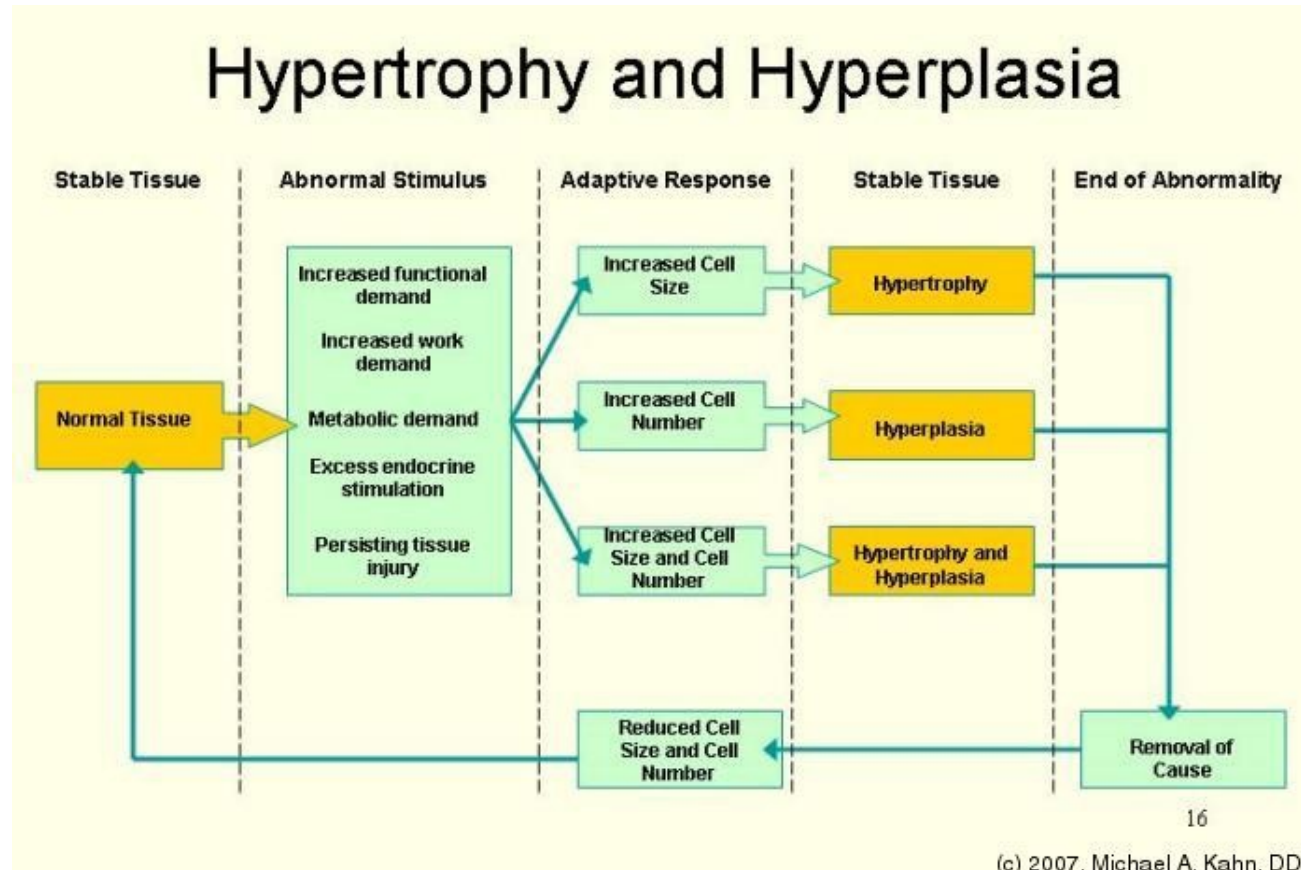 Hypertrophy and Hyperplasia
Stable Tissue
Abnormal Stimulus
Adaptive Response
Stable Tissue
End of Abnormality
Normal Tissue
Increased functional
demand
Increased work
demand
Metabolic demand
Excess endocrine
stimulation
Persisting tissue
injury
Increased Cell
Size
Increased Cell
Number
Increased Cell
Size and Cell
Number
Hypertrophy
Hyperplasia
Hypertrophy and
Hyperplasia
Reduced Cell
Size and Cell
Number
Removal of
Cause
16
(c) 2007, Michael A. Kahn, DD